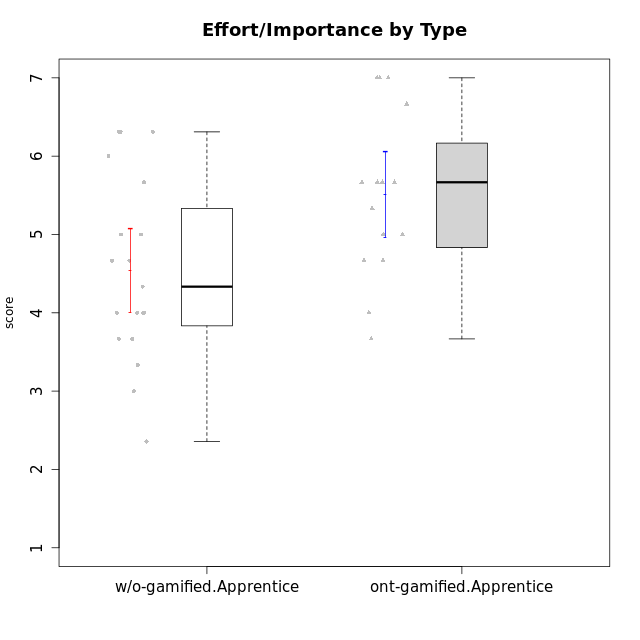 Effort/Importance by Type
7
6
5
4
3
2
1
score
w/o-gamified.Apprentice
ont-gamified.Apprentice